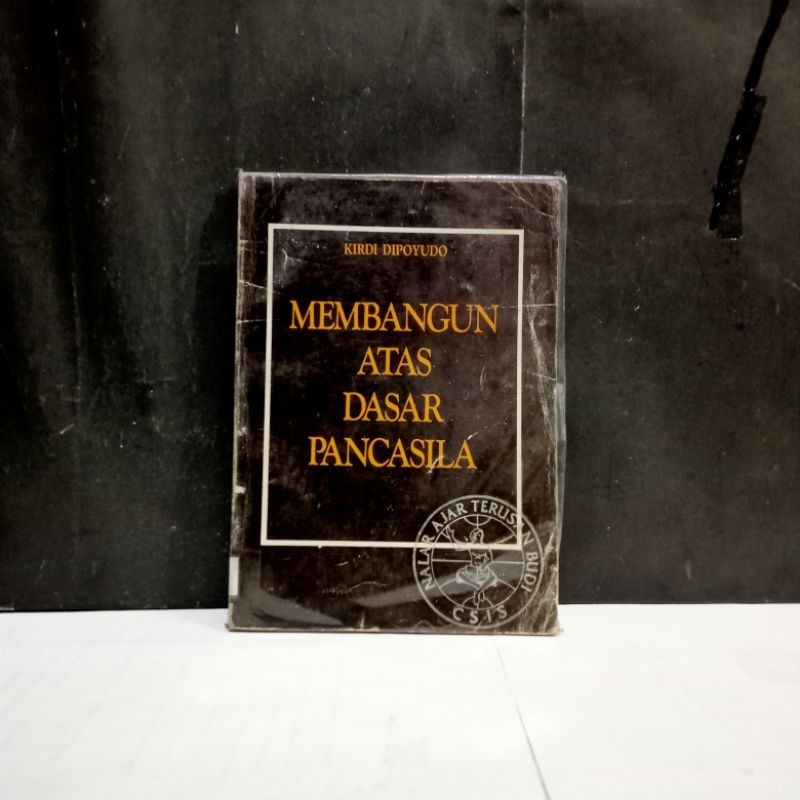 KIRDI DIPOYUDO
MEMBANGUN
ATAS
DASAR
PANCASILA
NALAR AJAR TERUSAN BUDI
CSIS